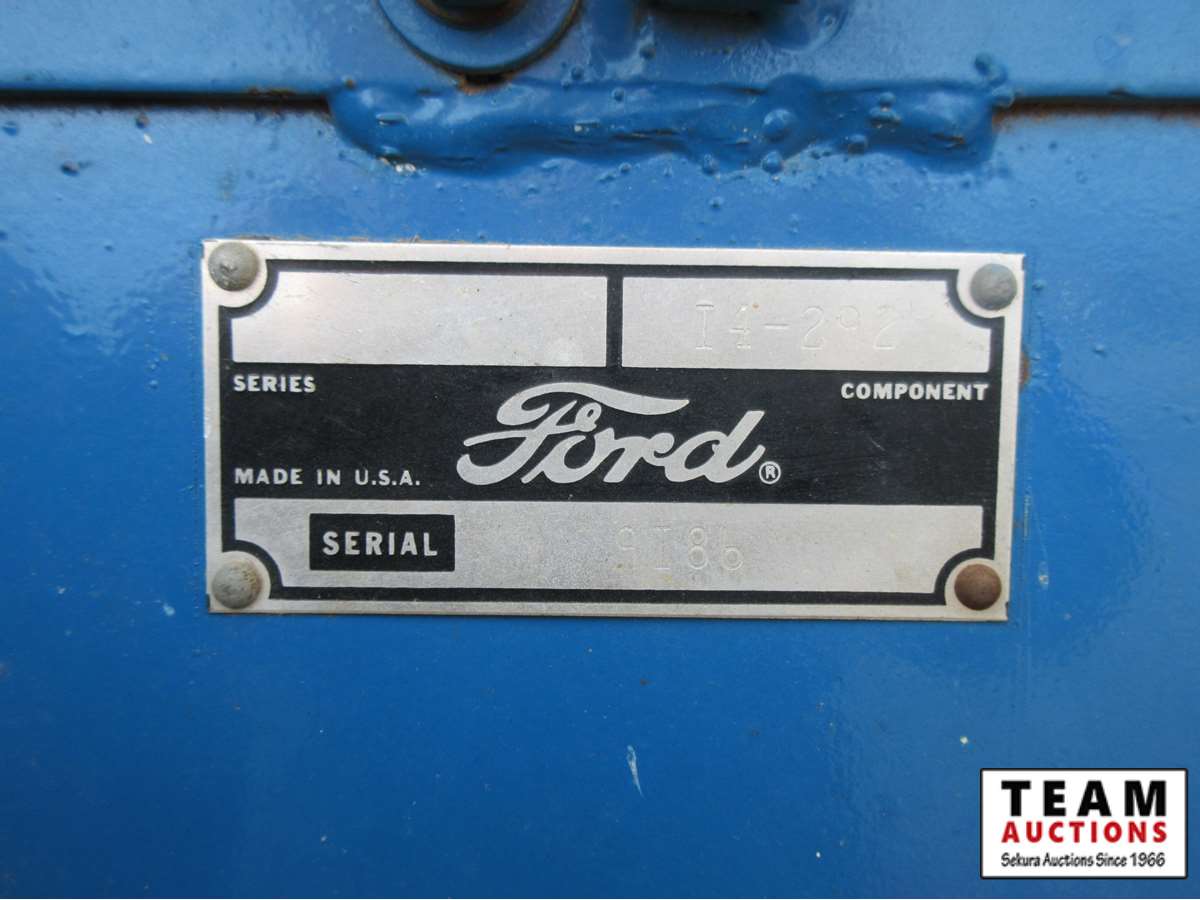 I4-292
SERIES
COMPONENT
Ford®
MADE IN U.S.A.
SERIAL
TEAM
AUCTIONS
Sekura Auctions Since 1966